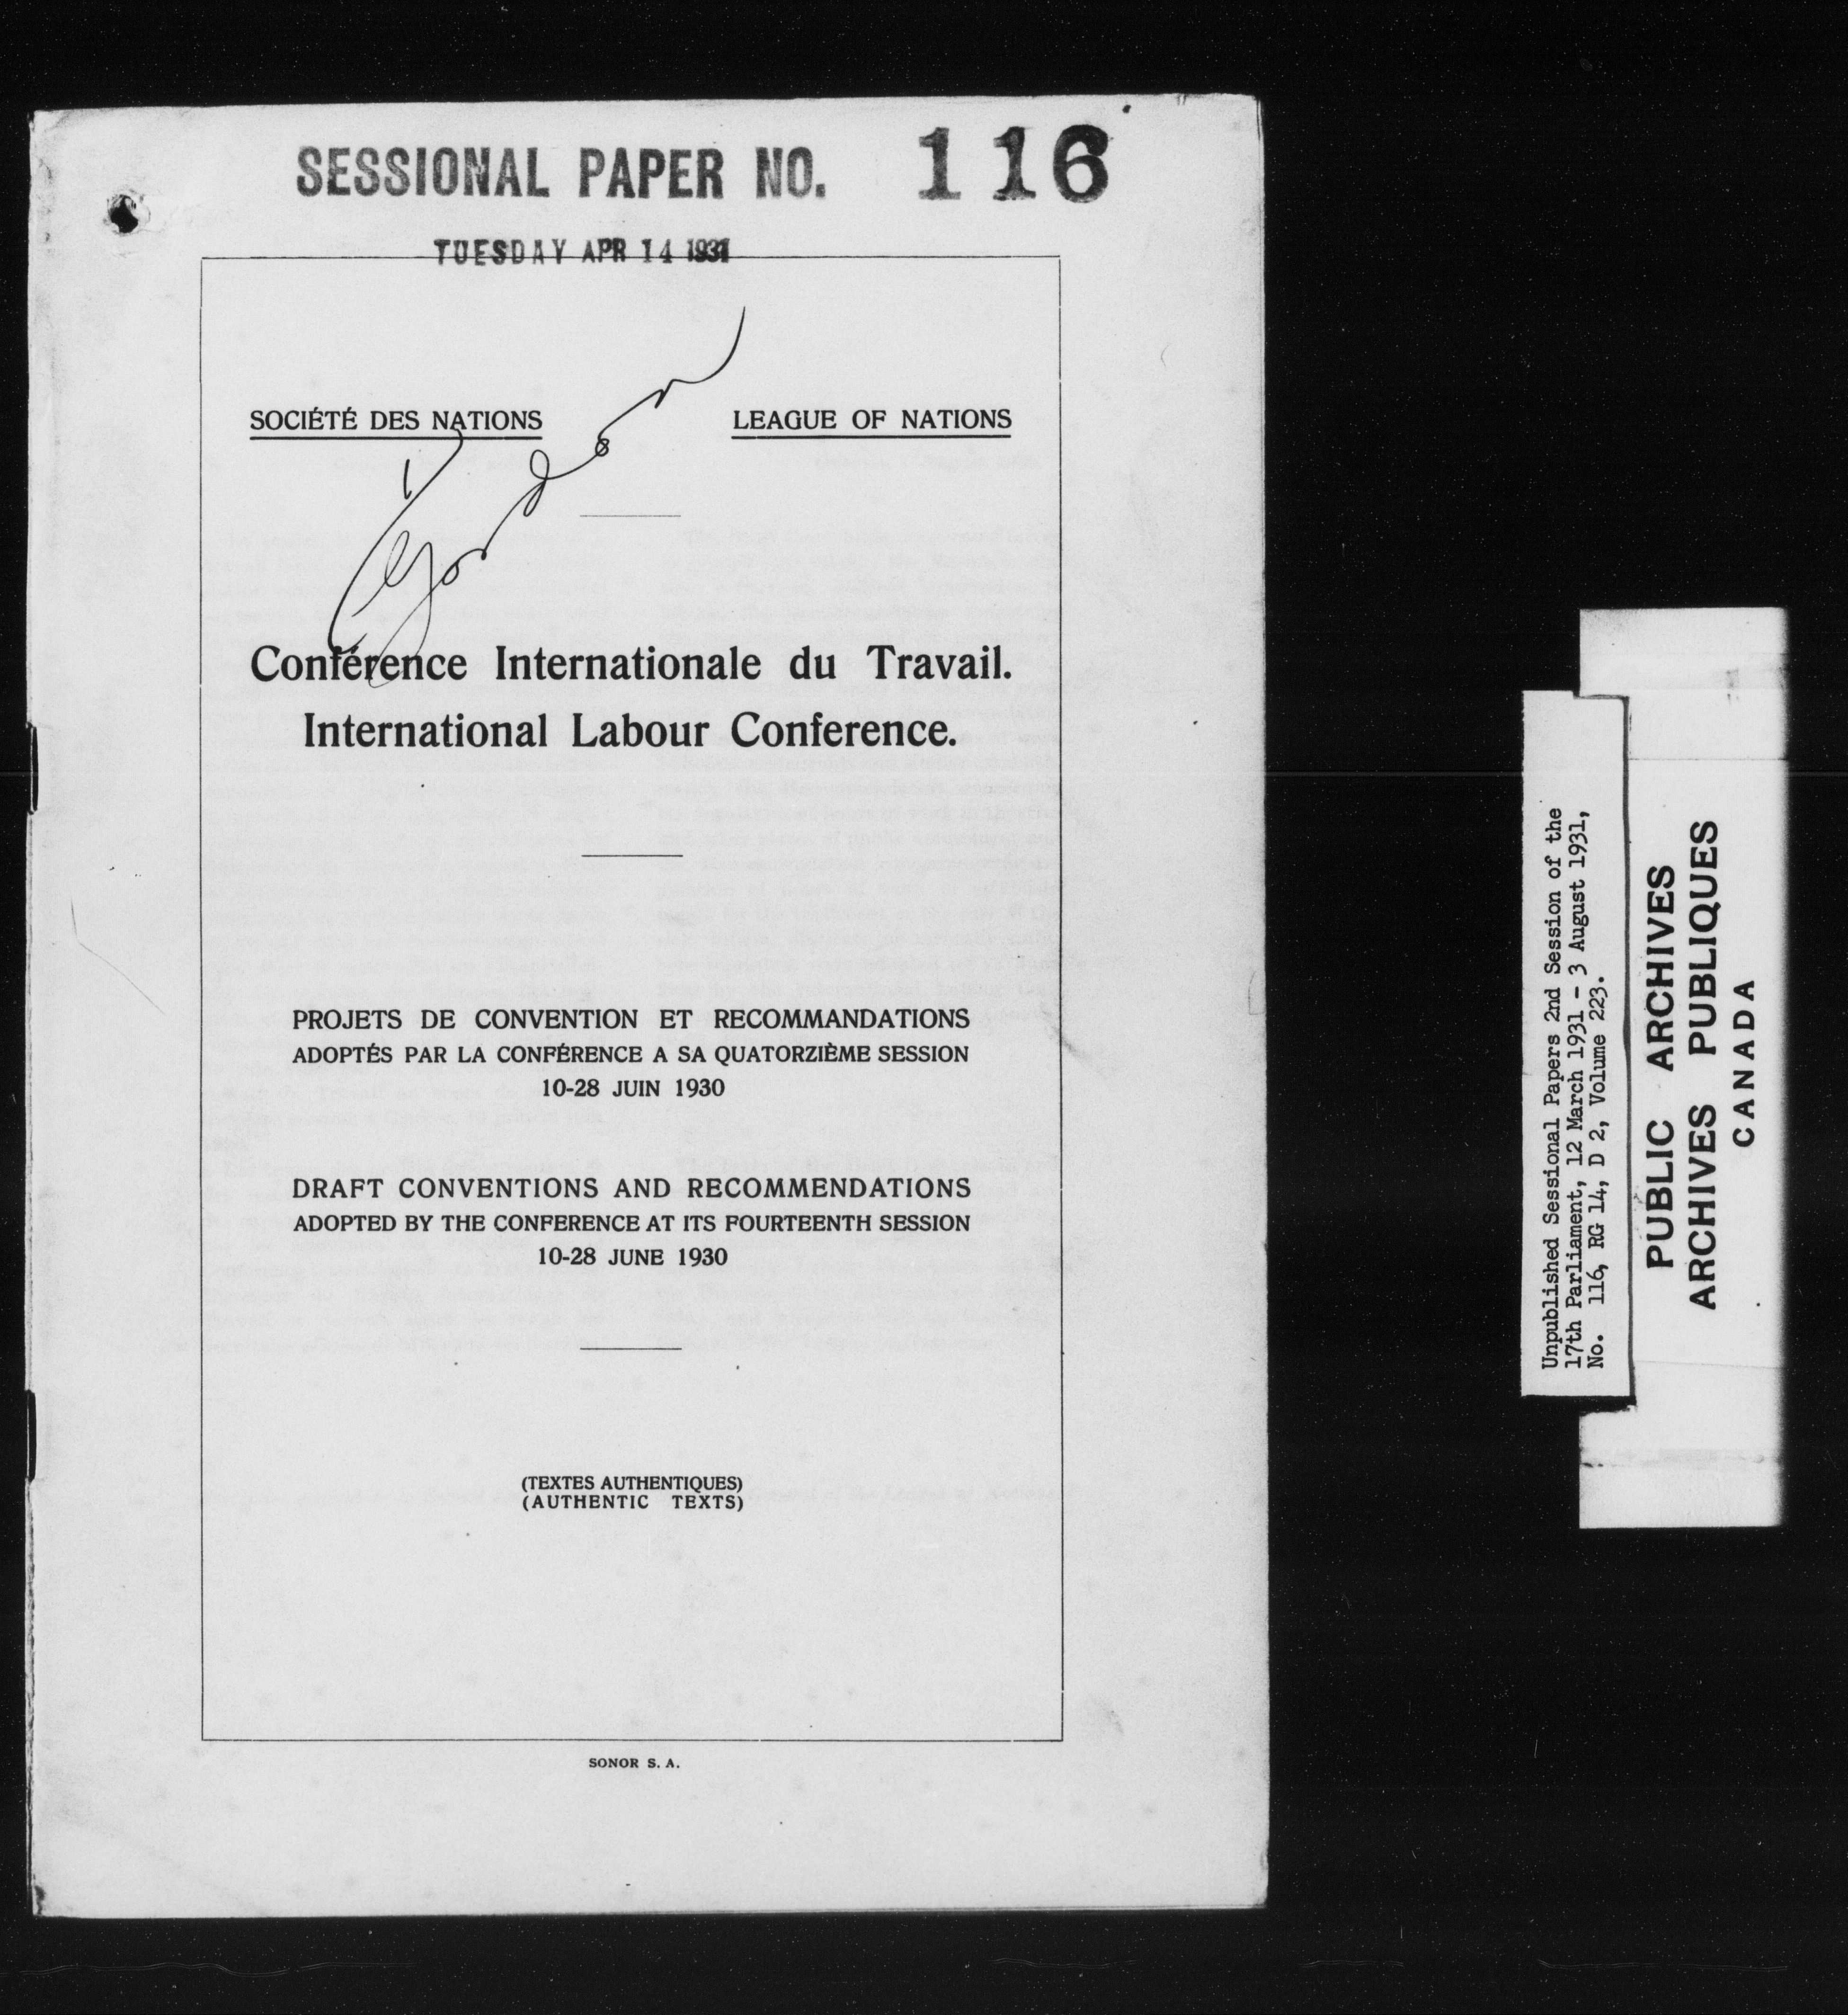 SESSIONAL PAPER NO. 116
TUESDAY APR 14 1931
SOCIÉTÉ DES NATIONS
LEAGUE OF NATIONS
Gordon
Conférence Internationale du Travail.
International Labour Conference.
PROJETS DE CONVENTION ET RECOMMANDATIONS
ADOPTÉS PAR LA CONFÉRENCE A SA QUATORZIÈME SESSION
10-28 JUIN 1930
DRAFT CONVENTIONS AND RECOMMENDATIONS
ADOPTED BY THE CONFERENCE AT ITS FOURTEENTH SESSION
10-28 JUNE 1930
(TEXTES AUTHENTIQUES)
(AUTHENTIC TEXTS)
SONOR S. A.
Unpublished Sessional Papers 2nd Session of the
17th Parliament, 12 March 1931 - 3 August 1931,
No. 116, RG 14, D 2, Volume 223.
PUBLIC ARCHIVES
ARCHIVES PUBLIQUES
CANADA